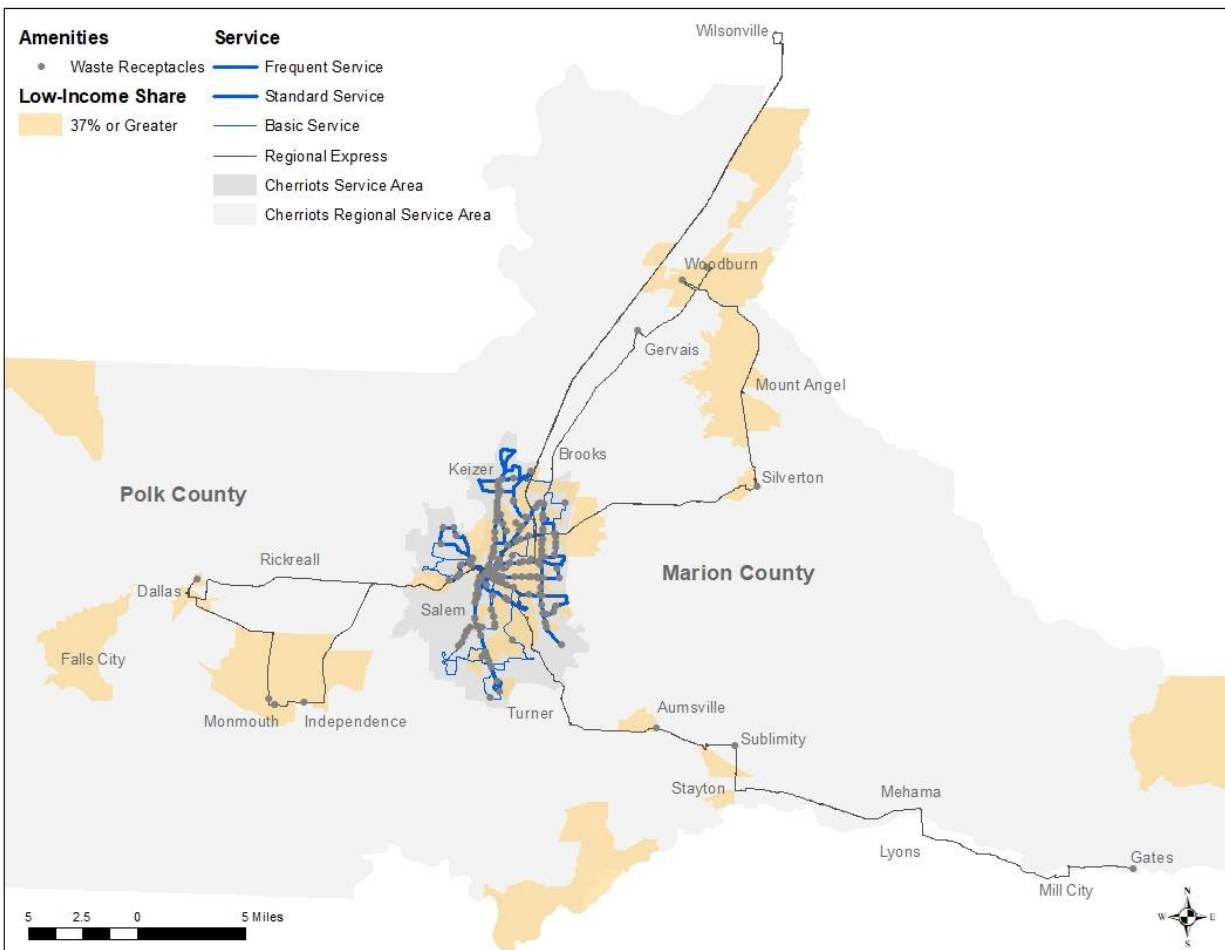 Amenities
Waste Receptacles
Low-Income Share
37% or Greater
Service
Frequent Service
Standard Service
Basic Service
Regional Express
Cherriots Service Area
Cherriots Regional Service Area
Wilsonville
Woodburn
Gervais
Mount Angel
Brooks
Keizer
Silverton
Polk County
Rickreall
Marion County
Dallas
Salem
Falls City
Monmouth
Independence
Turner
Aumsville
Sublimity
Stayton
Mehama
Lyons
Gates
Mill City
5 2.5 0 5 Miles
N
W E
S